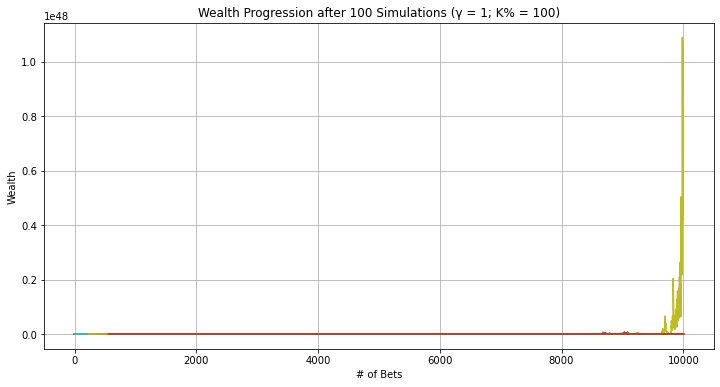 Wealth Progression after 100 Simulations (γ = 1; K% = 100)
1e48
1.0
0.8
0.6
0.4
0.2
0.0
Wealth
0 2000 4000 6000 8000 10000
# of Bets